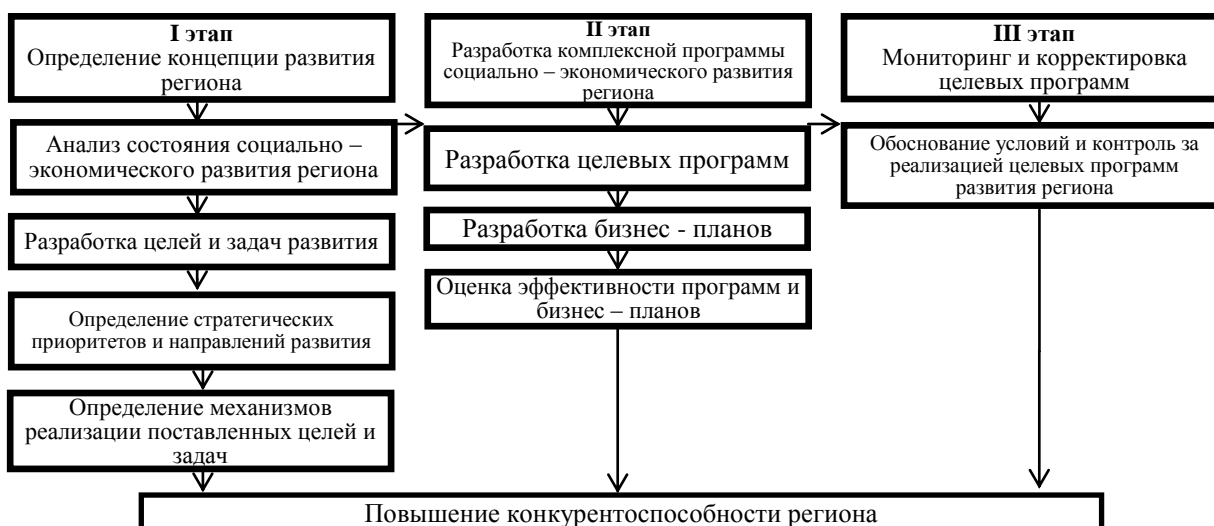 I этап
Определение концепции развития
региона
Анализ состояния социально –
экономического развития региона
Разработка целей и задач развития
Определение стратегических
приоритетов и направлений развития
Определение механизмов
реализации поставленных целей и
задач
II этап
Разработка комплексной программы
социально – экономического развития
региона
Разработка целевых программ
Разработка бизнес - планов
Оценка эффективности программ и
бизнес – планов
III этап
Мониторинг и корректировка
целевых программ
Обоснование условий и контроль за
реализацией целевых программ
развития региона
Повышение конкурентоспособности региона